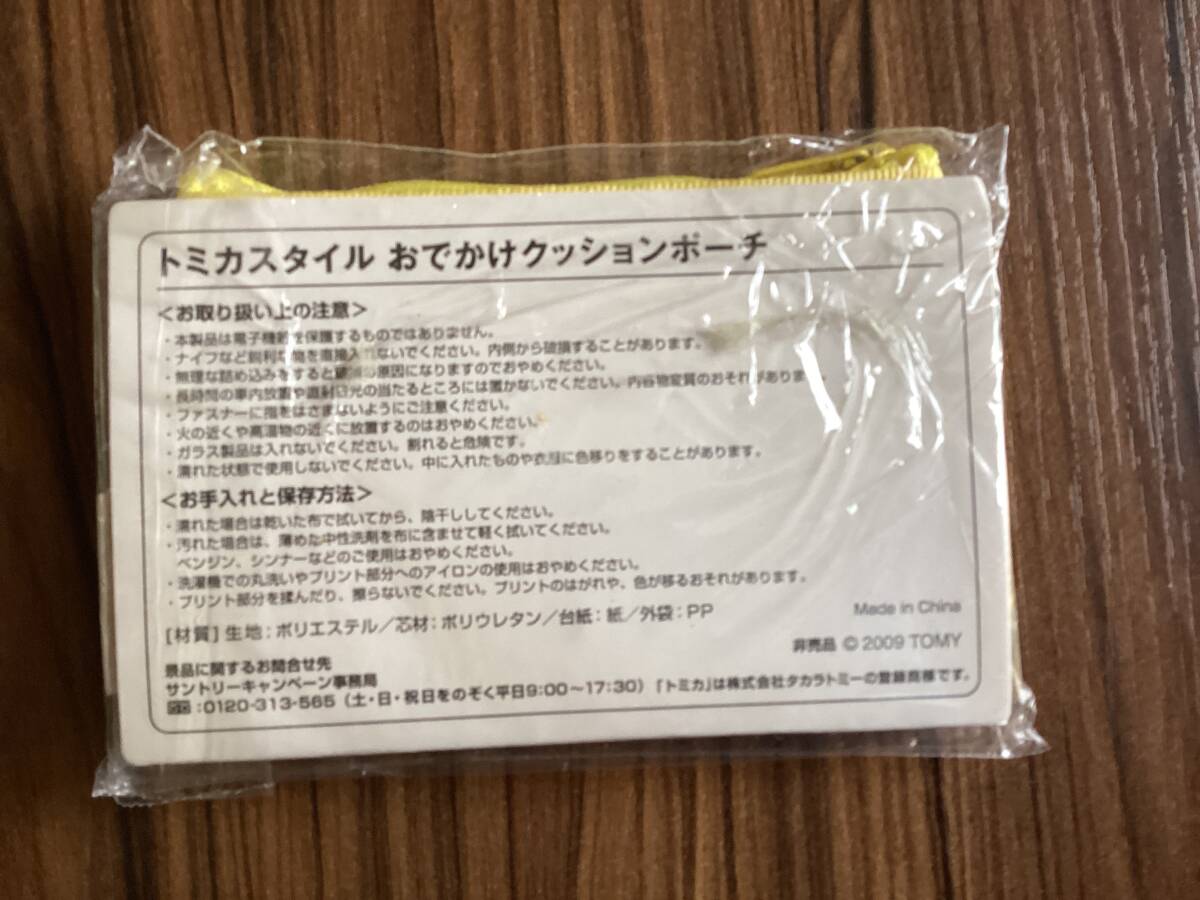 トミカスタイル おでかけクッションポーチ
＜お取り扱い上の注意＞
・本製品は電子機器を保護するものではありません。
・ナイフなど鋭利な物を直接入れないでください。内側から破損することがあります。
・無理な詰め込みをすると破損の原因になりますのでおやめください。
・長時間の車内放置や直射日光の当たるところには置かないでください。内容物変質のおそれがありま
・ファスナーに指をはさまないようにご注意ください。
・火の近くや高温物の近くに放置するのはおやめください。
・ガラス製品は入れないでください。割れると危険です。
・濡れた状態で使用しないでください。中に入れたものや衣服に色移りをすることがあります。
＜お手入れと保存方法＞
・濡れた場合は乾いた布で拭いてから、陰干ししてください。
・汚れた場合は、薄めた中性洗剤を布に含ませて軽く拭いてください。
ベンジン、シンナーなどのご使用はおやめください。
・洗濯機での丸洗いやプリント部分へのアイロンの使用はおやめください。
・プリント部分を揉んだり、擦らないでください。プリントのはがれや、色が移るおそれがあります。
[材質] 生地：ポリエステル／芯材：ポリウレタン／台紙：紙／外袋：PP
Made in China
非売品 © 2009 TOMY
景品に関するお問合せ先
サントリーキャンペーン事務局
:0120-313-565（土・日・祝日をのぞく平日9:00〜17:30）「トミカ」は株式会社タカラトミーの登録商標です。